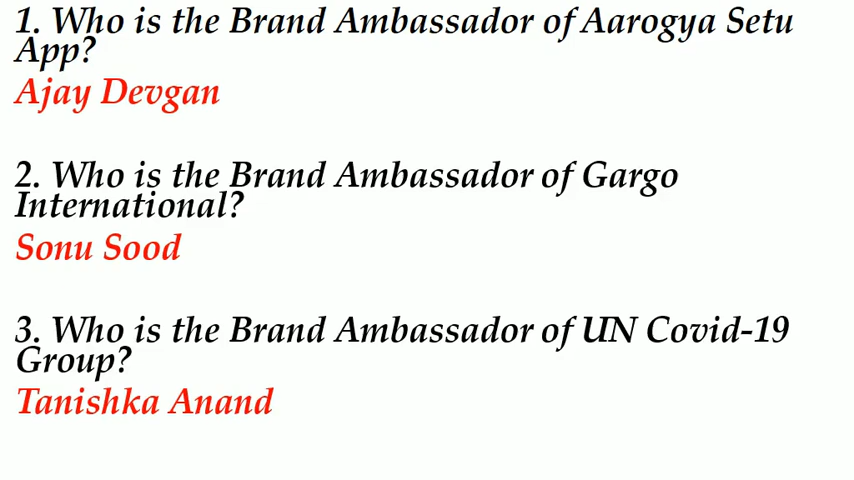 1. Who is the Brand Ambassador of Aarogya Setu
App?
Ajay Devgan
2. Who is the Brand Ambassador of Gargo
International?
Sonu Sood
3. Who is the Brand Ambassador of UN Covid-19
Group?
Tanishka Anand